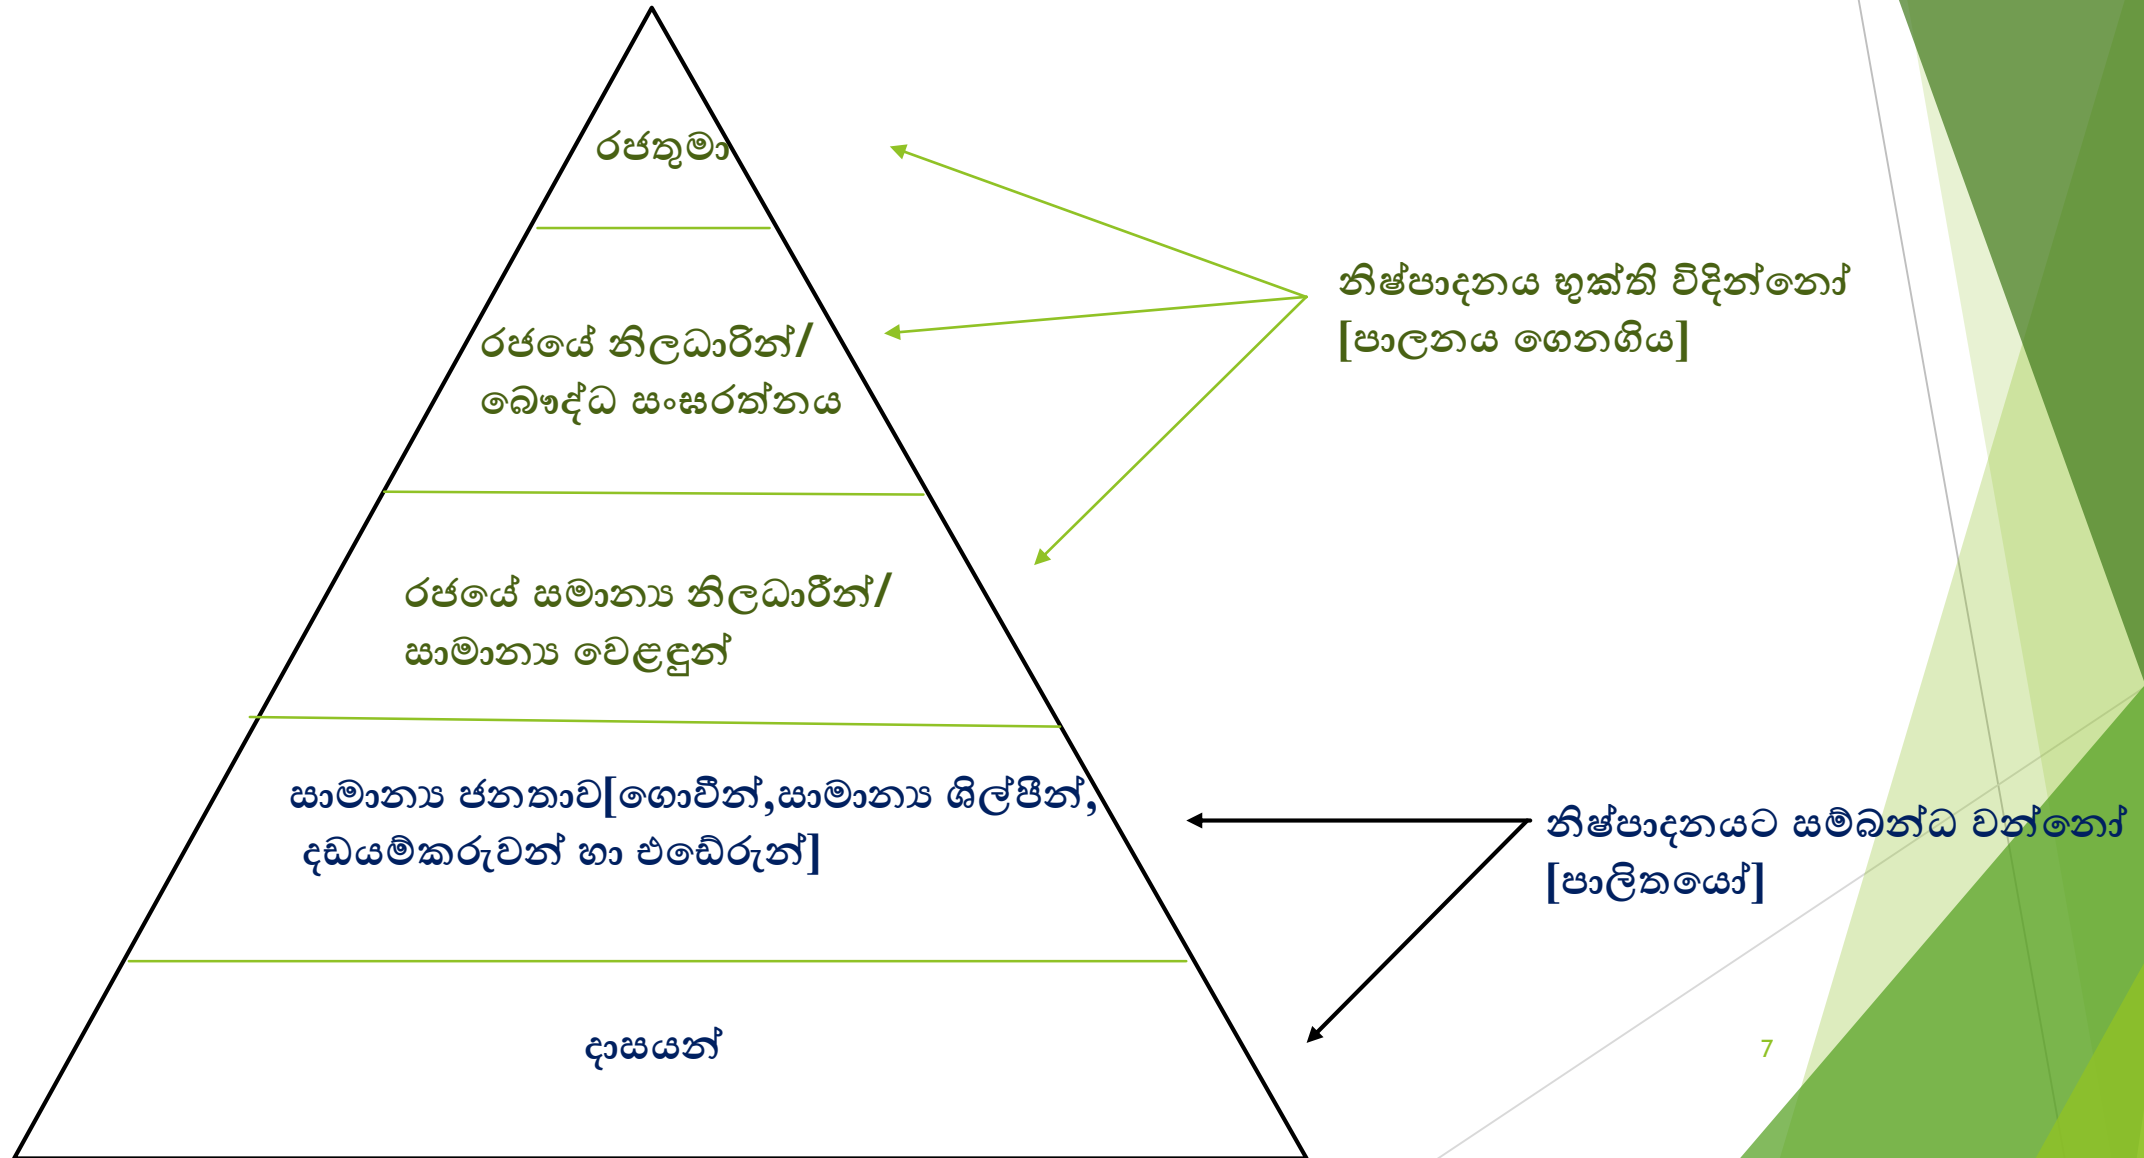 රජතුමා
රජයේ නිලධාරින්/
බෞද්ධ සංඝරත්නය
නිෂ්පාදනය භුක්ති විදින්නෝ
[පාලනය ගෙනගිය]
රජයේ සමාන්‍ය නිලධාරීන්/
සාමාන්‍ය වෙළඳුන්
සාමාන්‍ය ජනතාව[ගොවීන්,සාමාන්‍ය ශිල්පීන්,
දඩයම්කරුවන් හා එඬේරුන්]
නිෂ්පාදනයට සම්බන්ධ වන්නෝ
[පාලිතයෝ]
දාසයන්
7